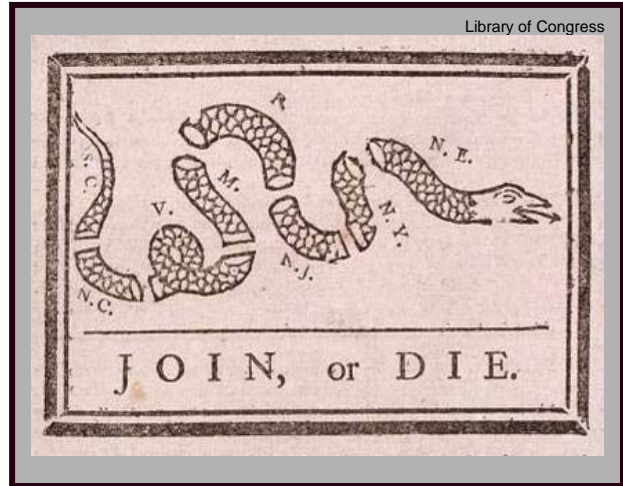 Library of Congress
R
N. E.
S. C.
M.
V.
N. Y.
N. J.
N. C.
JOIN, or DIE.